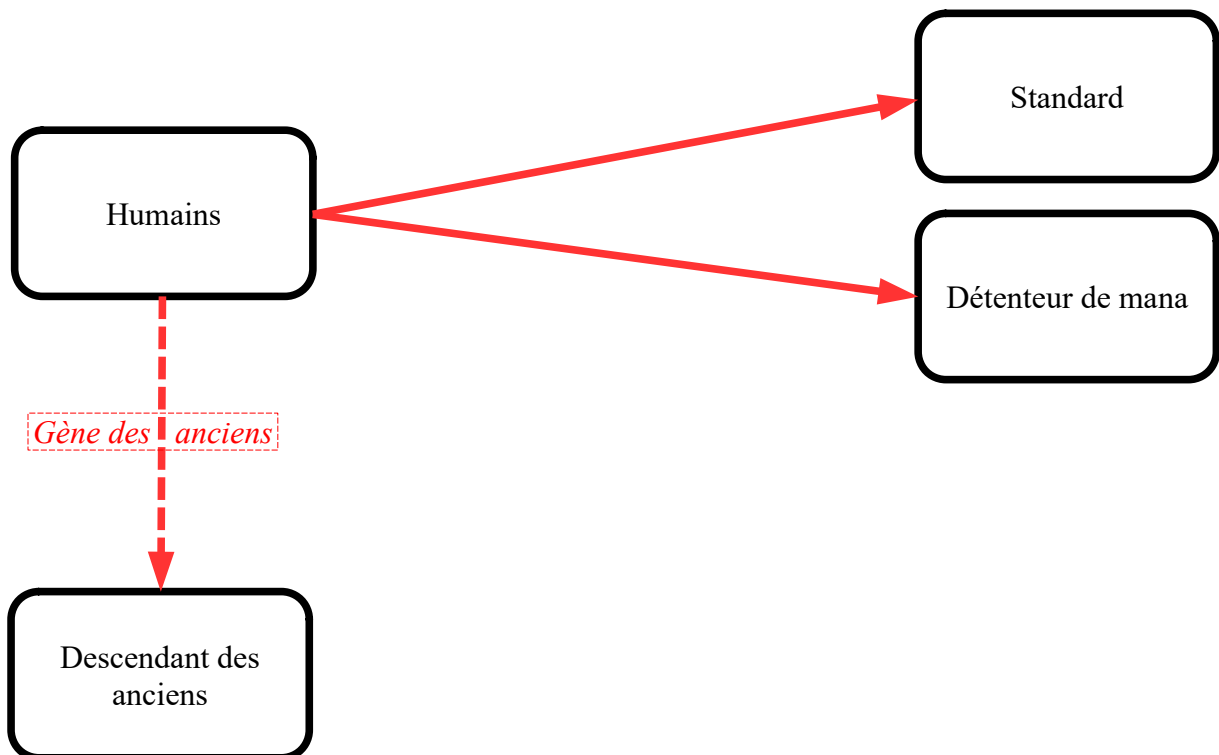 Standard
Humains
Détenteur de mana
Gène des anciens
Descendant des
anciens